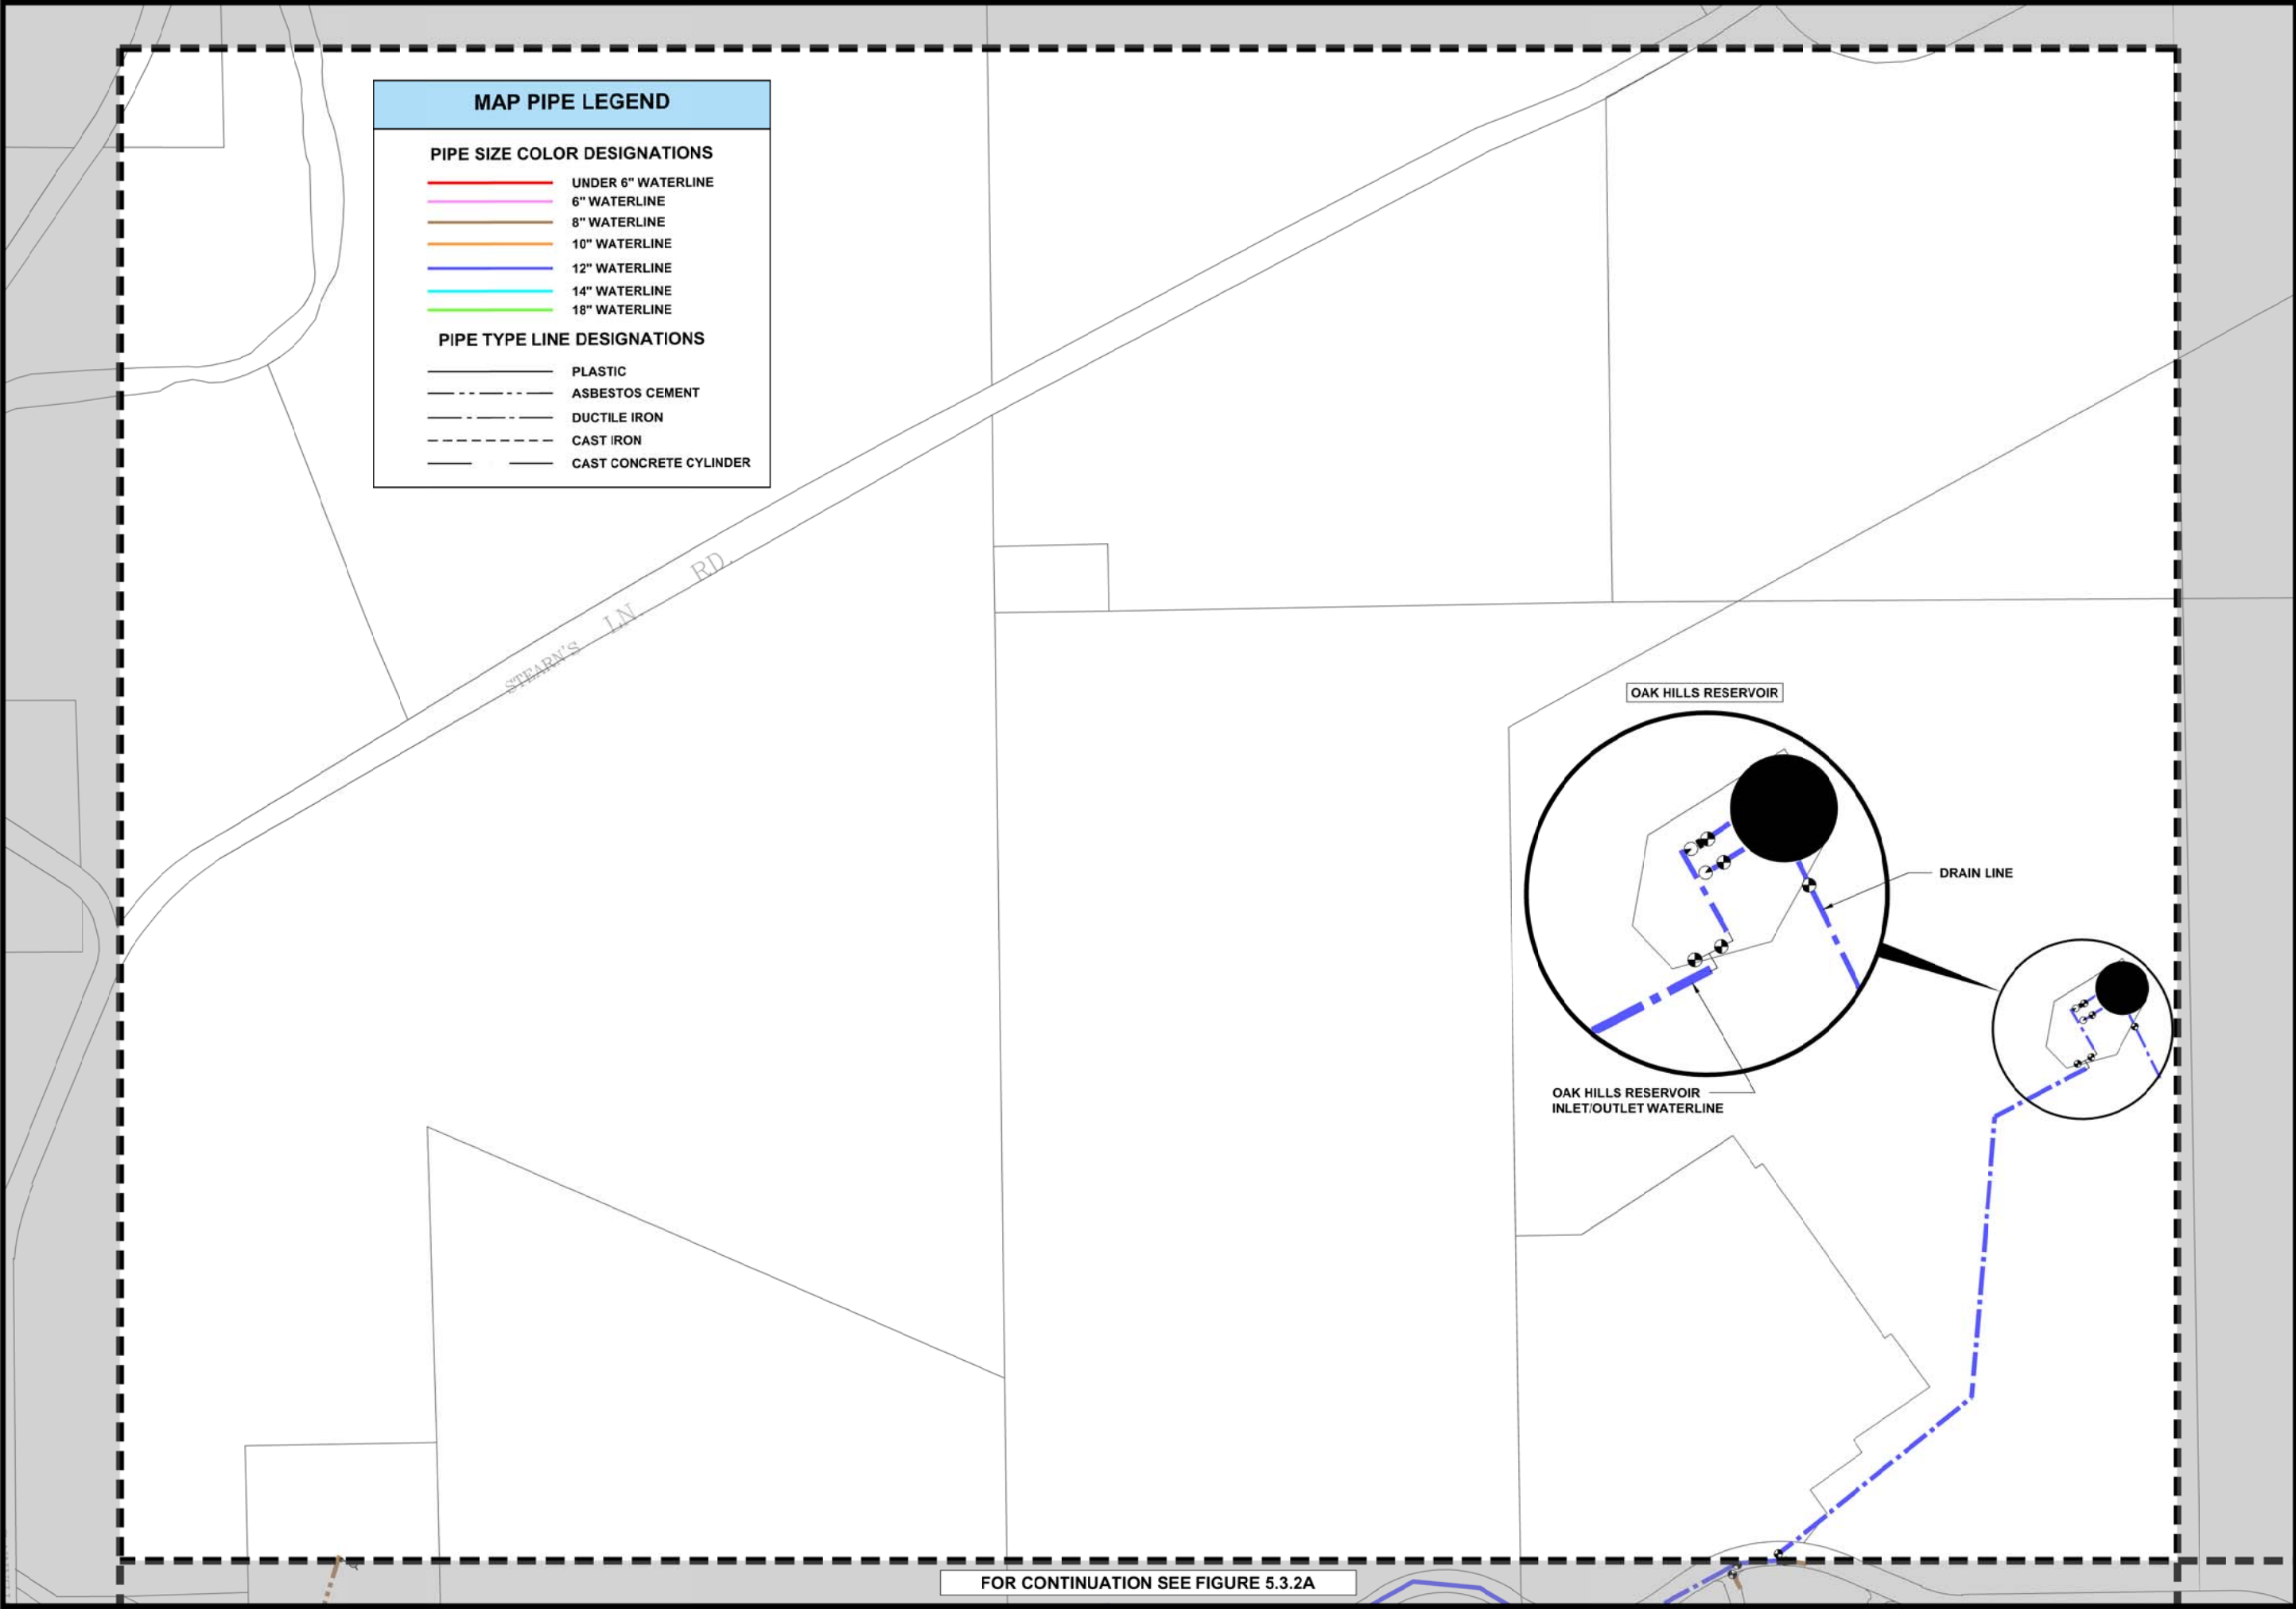 MAP PIPE LEGEND
PIPE SIZE COLOR DESIGNATIONS
UNDER 6" WATERLINE
6" WATERLINE
8" WATERLINE
10" WATERLINE
12" WATERLINE
14" WATERLINE
18" WATERLINE
PIPE TYPE LINE DESIGNATIONS
PLASTIC
ASBESTOS CEMENT
DUCTILE IRON
CAST IRON
CAST CONCRETE CYLINDER
STEARN'S LN. RD.
OAK HILLS RESERVOIR
DRAIN LINE
OAK HILLS RESERVOIR
INLET/OUTLET WATERLINE
FOR CONTINUATION SEE FIGURE 5.3.2A